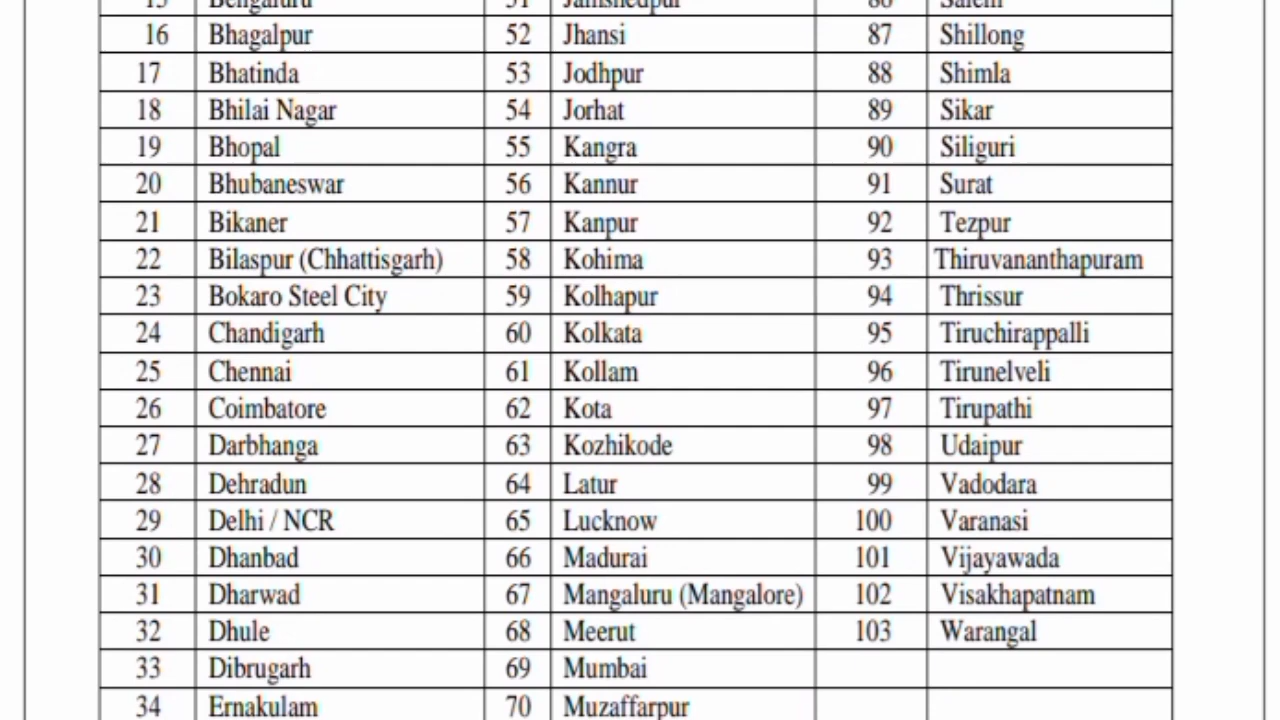 15 Bengaluru 51 Jamshedpur 86 Salem
16 Bhagalpur 52 Jhansi 87 Shillong
17 Bhatinda 53 Jodhpur 88 Shimla
18 Bhilai Nagar 54 Jorhat 89 Sikar
19 Bhopal 55 Kangra 90 Siliguri
20 Bhubaneswar 56 Kannur 91 Surat
21 Bikaner 57 Kanpur 92 Tezpur
22 Bilaspur (Chhattisgarh) 58 Kohima 93 Thiruvananthapuram
23 Bokaro Steel City 59 Kolhapur 94 Thrissur
24 Chandigarh 60 Kolkata 95 Tiruchirappalli
25 Chennai 61 Kollam 96 Tirunelveli
26 Coimbatore 62 Kota 97 Tirupathi
27 Darbhanga 63 Kozhikode 98 Udaipur
28 Dehradun 64 Latur 99 Vadodara
29 Delhi / NCR 65 Lucknow 100 Varanasi
30 Dhanbad 66 Madurai 101 Vijayawada
31 Dharwad 67 Mangaluru (Mangalore) 102 Visakhapatnam
32 Dhule 68 Meerut 103 Warangal
33 Dibrugarh 69 Mumbai
34 Ernakulam 70 Muzaffarpur